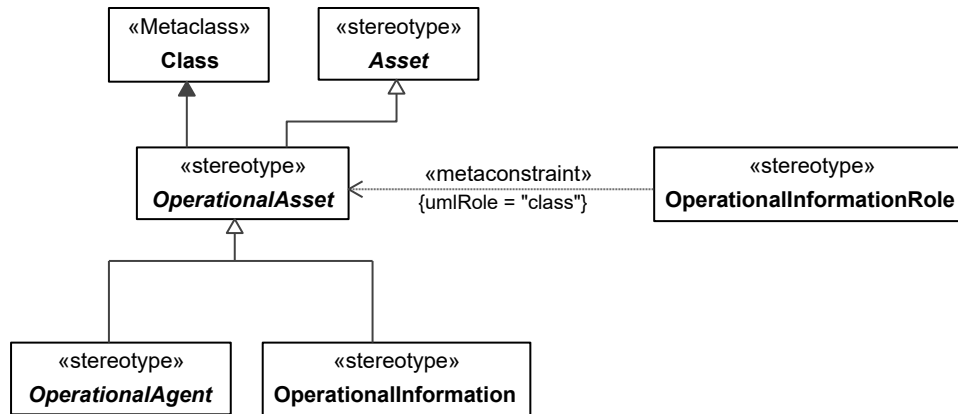 «Metaclass»
Class
«stereotype»
Asset
«stereotype»
OperationalAsset
«metaconstraint»
{umlRole = "class"}
«stereotype»
OperationalInformationRole
«stereotype»
OperationalAgent
«stereotype»
OperationalInformation